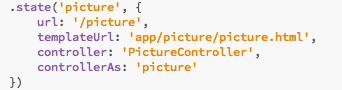 .state('picture', {
url: '/picture',
templateUrl: 'app/picture/picture.html',
controller: 'PictureController',
controllerAs: 'picture'
})